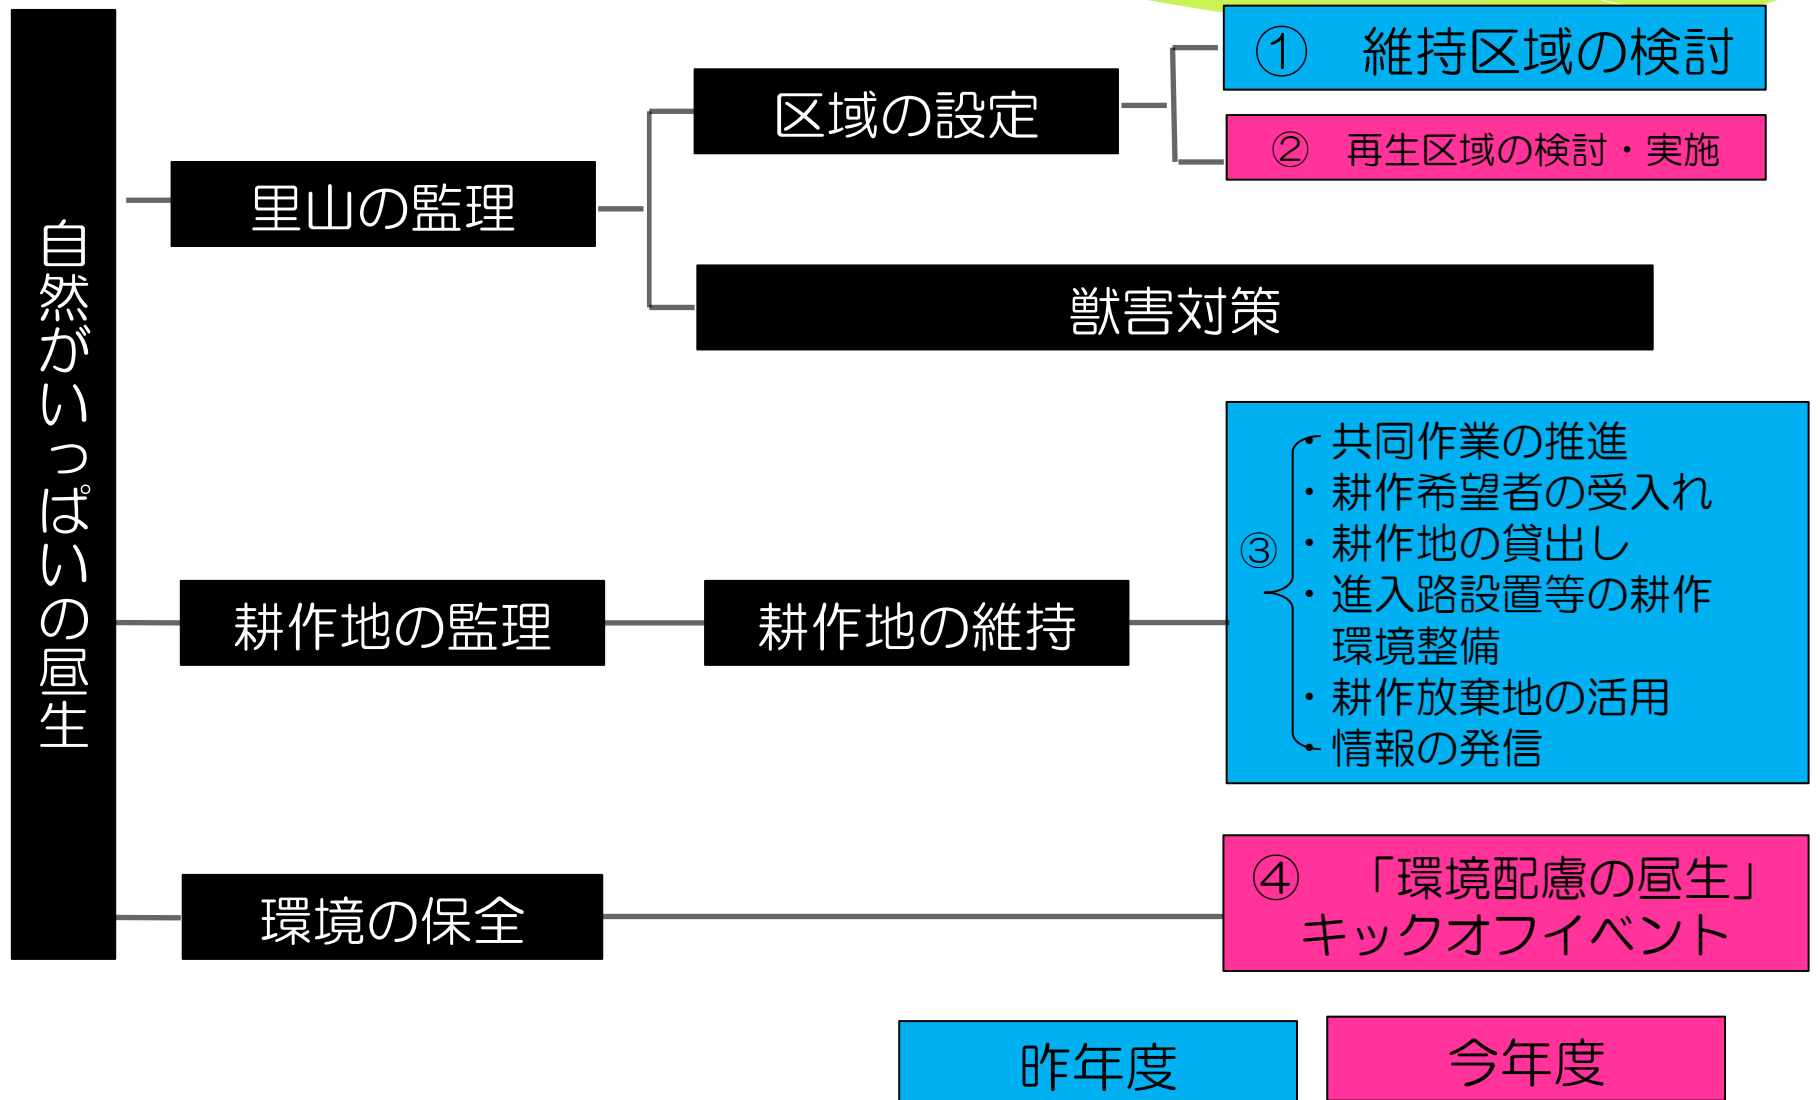 自然がいっぱいの昼生
里山の監理
区域の設定
① 維持区域の検討
② 再生区域の検討・実施
獣害対策
耕作地の監理
耕作地の維持
③
・共同作業の推進
・耕作希望者の受入れ
・耕作地の貸出し
・進入路設置等の耕作
環境整備
・耕作放棄地の活用
・情報の発信
環境の保全
④ 「環境配慮の昼生」
キックオフイベント
昨年度
今年度